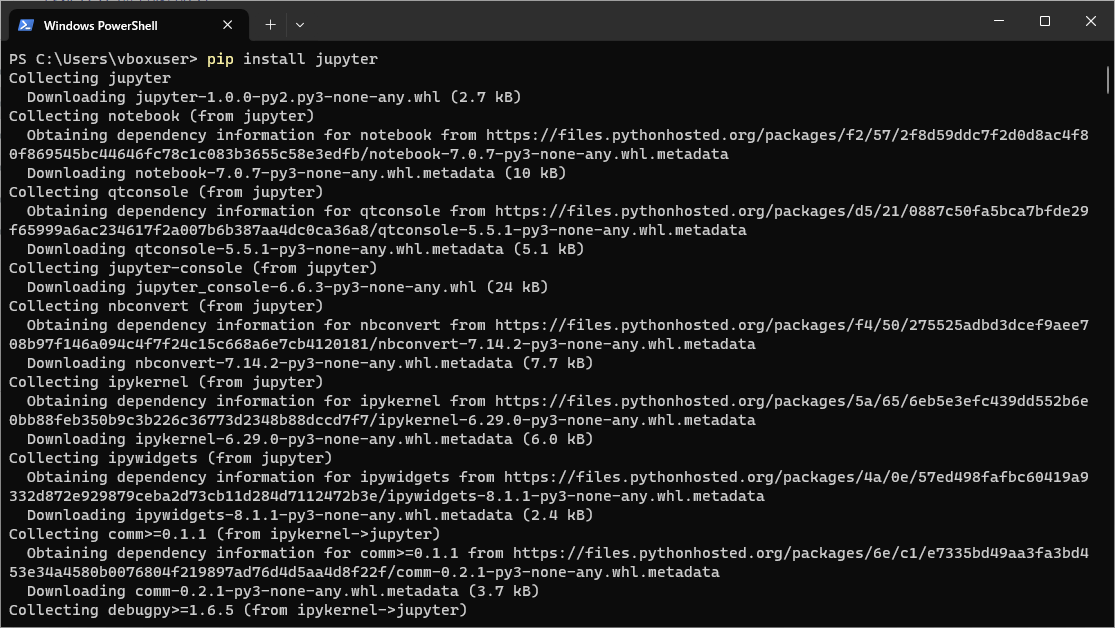 Windows PowerShell
PS C:\Users\vboxuser> pip install jupyter
Collecting jupyter
  Downloading jupyter-1.0.0-py2.py3-none-any.whl (2.7 kB)
Collecting notebook (from jupyter)
  Obtaining dependency information for notebook from https://files.pythonhosted.org/packages/f2/57/2f8d59ddc7f2d0d8ac4f8
0f869545bc44646fc78c1c083b3655c58e3edfb/notebook-7.0.7-py3-none-any.whl.metadata
  Downloading notebook-7.0.7-py3-none-any.whl.metadata (10 kB)
Collecting qtconsole (from jupyter)
  Obtaining dependency information for qtconsole from https://files.pythonhosted.org/packages/d5/21/0887c50fa5bca7bfde29
f65999a6ac234617f2a007b6b387aa4dc0ca36a8/qtconsole-5.5.1-py3-none-any.whl.metadata
  Downloading qtconsole-5.5.1-py3-none-any.whl.metadata (5.1 kB)
Collecting jupyter-console (from jupyter)
  Downloading jupyter_console-6.6.3-py3-none-any.whl (24 kB)
Collecting nbconvert (from jupyter)
  Obtaining dependency information for nbconvert from https://files.pythonhosted.org/packages/f4/50/275525adbd3dcef9aee7
08b97f146a094c4f7f24c15c668a6e7cb4120181/nbconvert-7.14.2-py3-none-any.whl.metadata
  Downloading nbconvert-7.14.2-py3-none-any.whl.metadata (7.7 kB)
Collecting ipykernel (from jupyter)
  Obtaining dependency information for ipykernel from https://files.pythonhosted.org/packages/5a/65/6eb5e3efc439dd552b6e
0bb88feb350b9c3b226c36773d2348b88dccd7f7/ipykernel-6.29.0-py3-none-any.whl.metadata
  Downloading ipykernel-6.29.0-py3-none-any.whl.metadata (6.0 kB)
Collecting ipywidgets (from jupyter)
  Obtaining dependency information for ipywidgets from https://files.pythonhosted.org/packages/4a/0e/57ed498fafbc60419a9
332d872e929879ceba2d73cb11d284d7112472b3e/ipywidgets-8.1.1-py3-none-any.whl.metadata
  Downloading ipywidgets-8.1.1-py3-none-any.whl.metadata (2.4 kB)
Collecting comm>=0.1.1 (from ipykernel->jupyter)
  Obtaining dependency information for comm>=0.1.1 from https://files.pythonhosted.org/packages/6e/c1/e7335bd49aa3fa3bd4
53e34a4580b0076804f219897ad76d4d5aa4d8f22f/comm-0.2.1-py3-none-any.whl.metadata
  Downloading comm-0.2.1-py3-none-any.whl.metadata (3.7 kB)
Collecting debugpy>=1.6.5 (from ipykernel->jupyter)